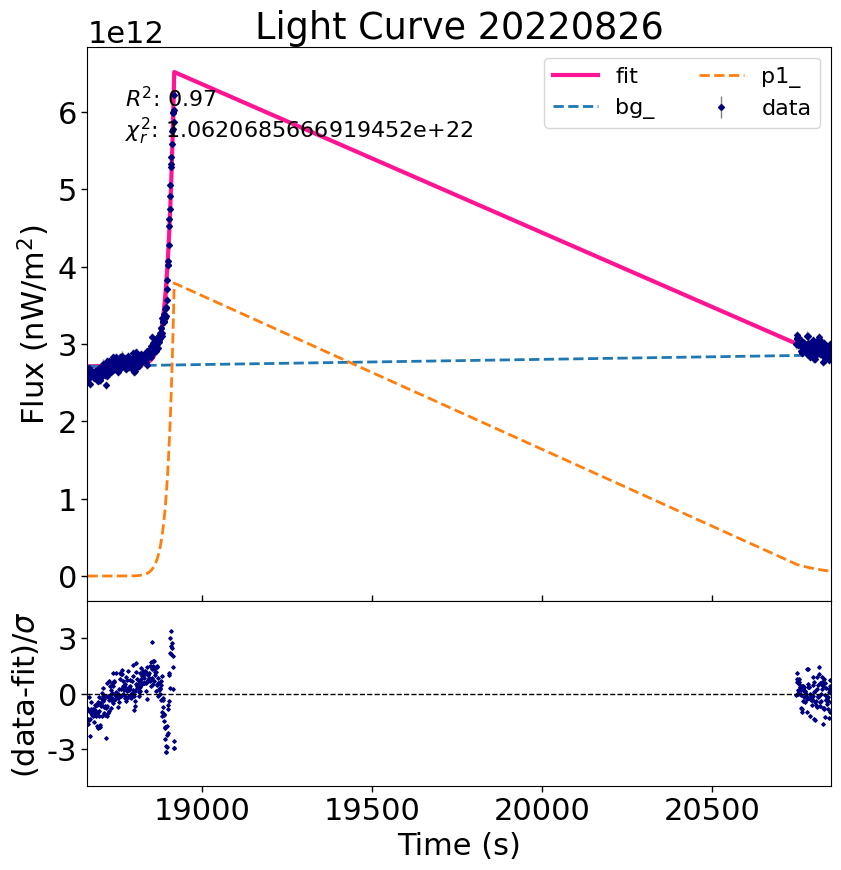 Light Curve 20220826
1e12
R²: 0.97
χ²ᵣ: 1.0620685666919452e+22
fit
bg_
p1_
data
Flux (nW/m²)
6
5
4
3
2
1
0
(data-fit)/σ
3
0
-3
19000
19500
20000
20500
Time (s)